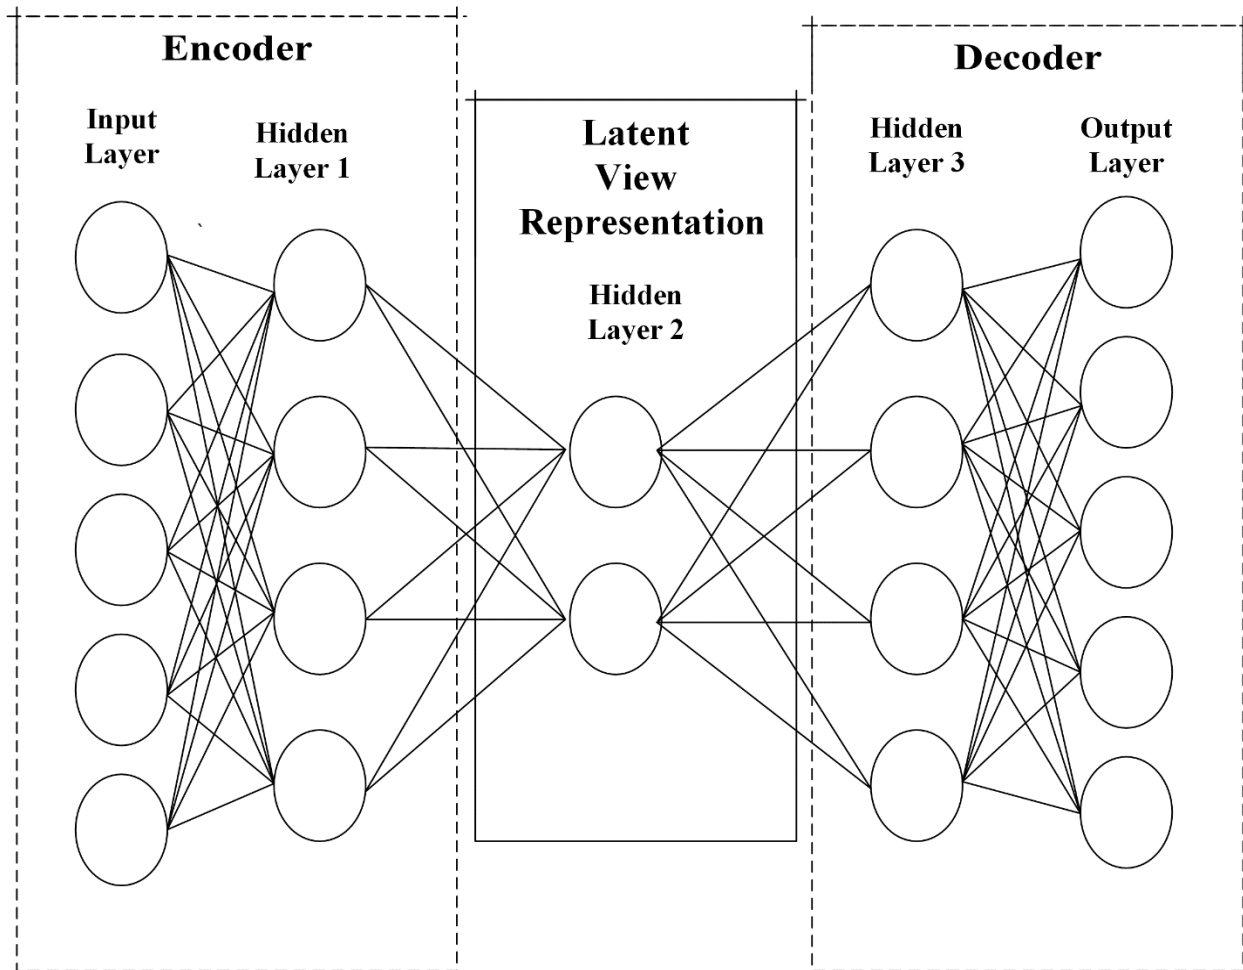 Encoder
Input
Layer
Hidden
Layer 1
Latent
View
Representation
Hidden
Layer 2
Decoder
Hidden
Layer 3
Output
Layer